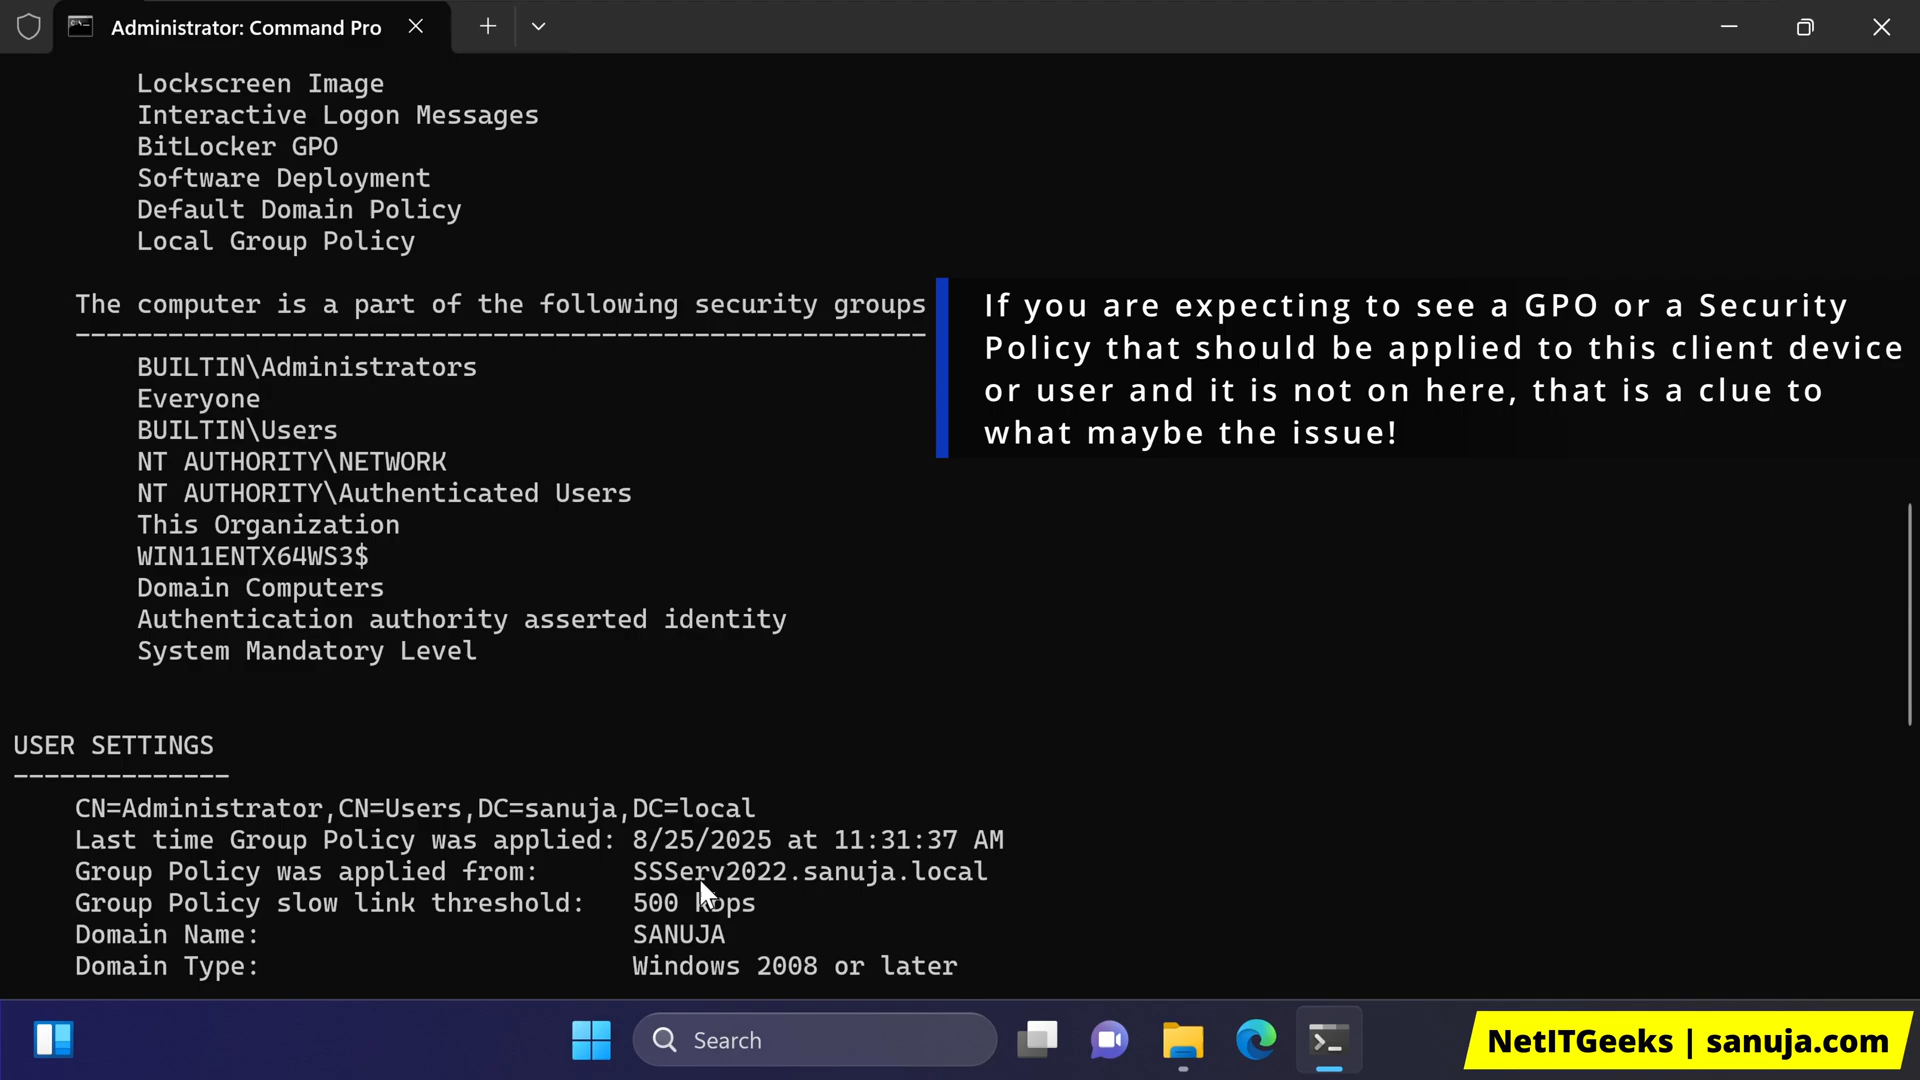 Administrator: Command Pro
Lockscreen Image
Interactive Logon Messages
BitLocker GPO
Software Deployment
Default Domain Policy
Local Group Policy
The computer is a part of the following security groups
-------------------------------------------------------
BUILTIN\Administrators
Everyone
BUILTIN\Users
NT AUTHORITY\NETWORK
NT AUTHORITY\Authenticated Users
This Organization
WIN11ENTX64WS3$
Domain Computers
Authentication authority asserted identity
System Mandatory Level
If you are expecting to see a GPO or a Security
Policy that should be applied to this client device
or user and it is not on here, that is a clue to
what maybe the issue!
USER SETTINGS
--------------
CN=Administrator,CN=Users,DC=sanuja,DC=local
Last time Group Policy was applied: 8/25/2025 at 11:31:37 AM
Group Policy was applied from: SSServ2022.sanuja.local
Group Policy slow link threshold: 500 kbps
Domain Name: SANUJA
Domain Type: Windows 2008 or later
Search
NetITGeeks | sanuja.com